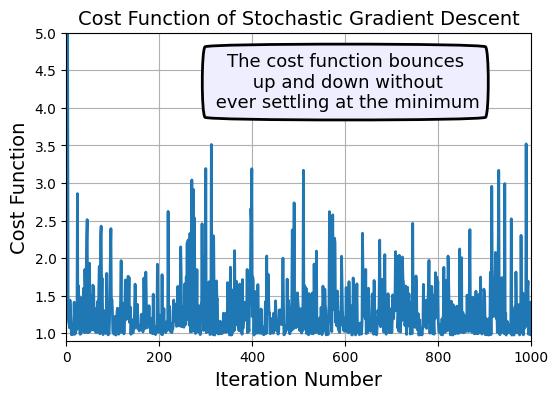 Cost Function of Stochastic Gradient Descent
The cost function bounces
up and down without
ever settling at the minimum
Cost Function
5.0
4.5
4.0
3.5
3.0
2.5
2.0
1.5
1.0
0
200
400
600
800
1000
Iteration Number